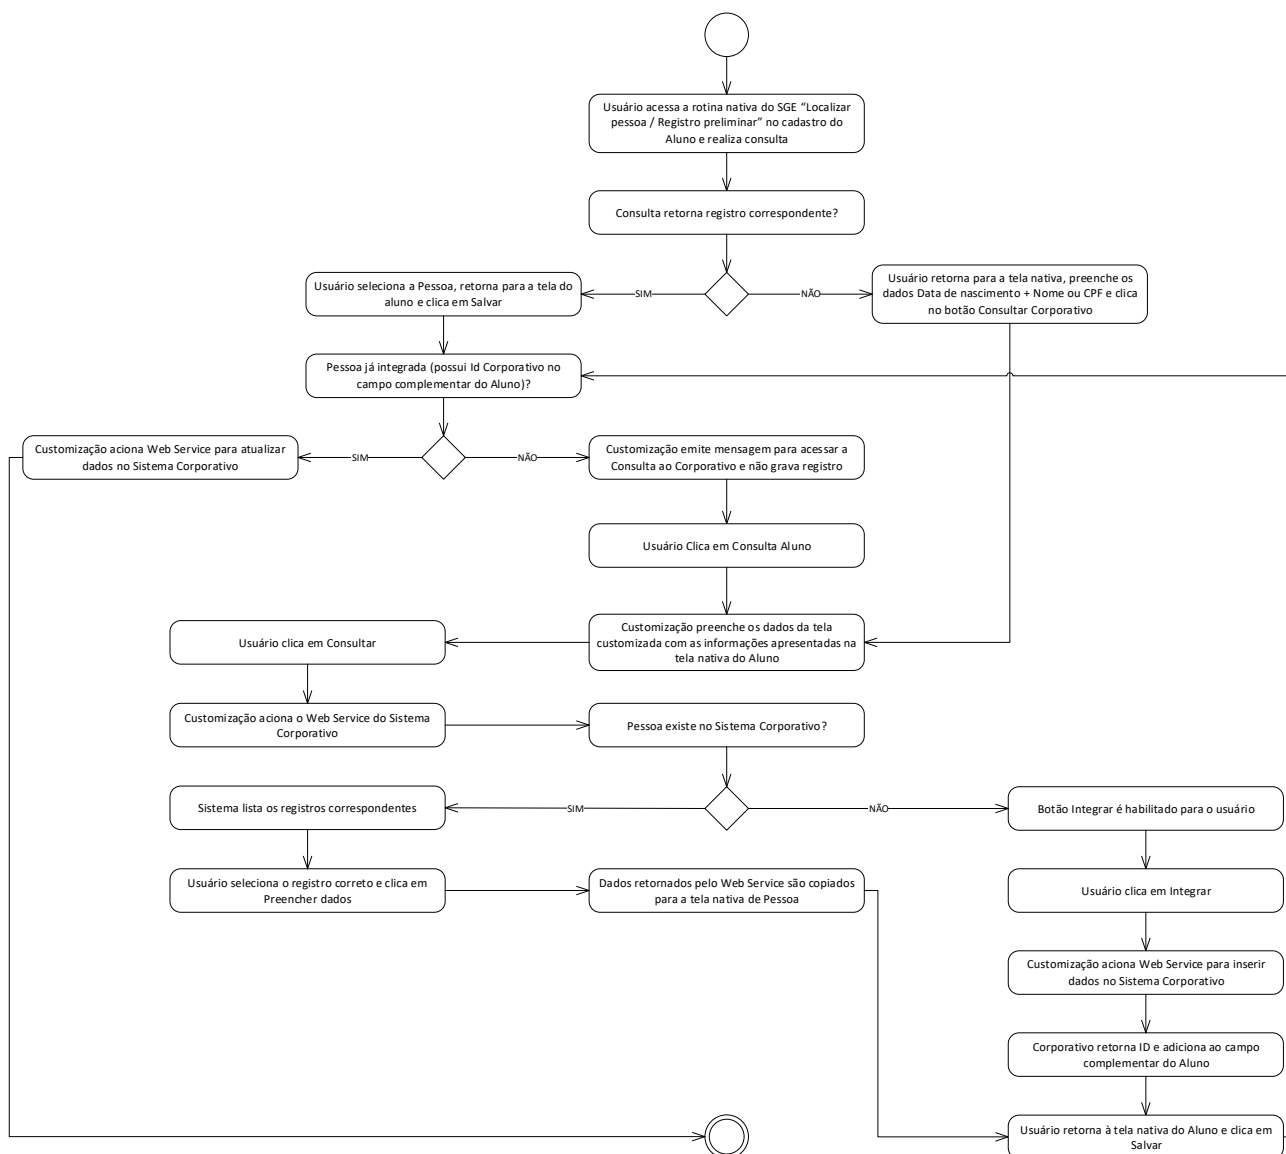 Usuário acessa a rotina nativa do SGE “Localizar
pessoa / Registro preliminar” no cadastro do
Aluno e realiza consulta
Consulta retorna registro correspondente?
Usuário seleciona a Pessoa, retorna para a tela do
aluno e clica em Salvar
SIM
NÃO
Usuário retorna para a tela nativa, preenche os
dados Data de nascimento + Nome ou CPF e clica
no botão Consultar Corporativo
Pessoa já integrada (possui Id Corporativo no
campo complementar do Aluno)?
Customização aciona Web Service para atualizar
dados no Sistema Corporativo
SIM
NÃO
Customização emite mensagem para acessar a
Consulta ao Corporativo e não grava registro
Usuário Clica em Consulta Aluno
Customização preenche os dados da tela
customizada com as informações apresentadas na
tela nativa do Aluno
Usuário clica em Consultar
Customização aciona o Web Service do Sistema
Corporativo
Pessoa existe no Sistema Corporativo?
Sistema lista os registros correspondentes
SIM
NÃO
Botão Integrar é habilitado para o usuário
Usuário seleciona o registro correto e clica em
Preencher dados
Dados retornados pelo Web Service são copiados
para a tela nativa de Pessoa
Usuário clica em Integrar
Customização aciona Web Service para inserir
dados no Sistema Corporativo
Corporativo retorna ID e adiciona ao campo
complementar do Aluno
Usuário retorna à tela nativa do Aluno e clica em
Salvar